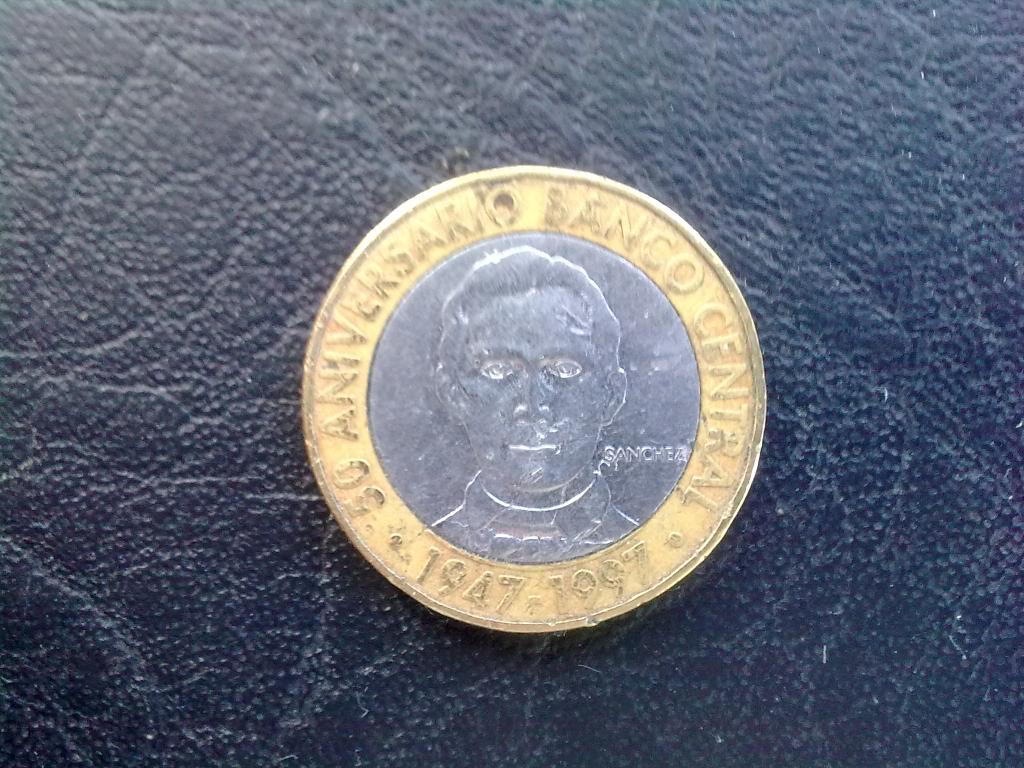 50 ANIVERSARIO BANCO CENTRAL
SANCHEZ
1947-1997